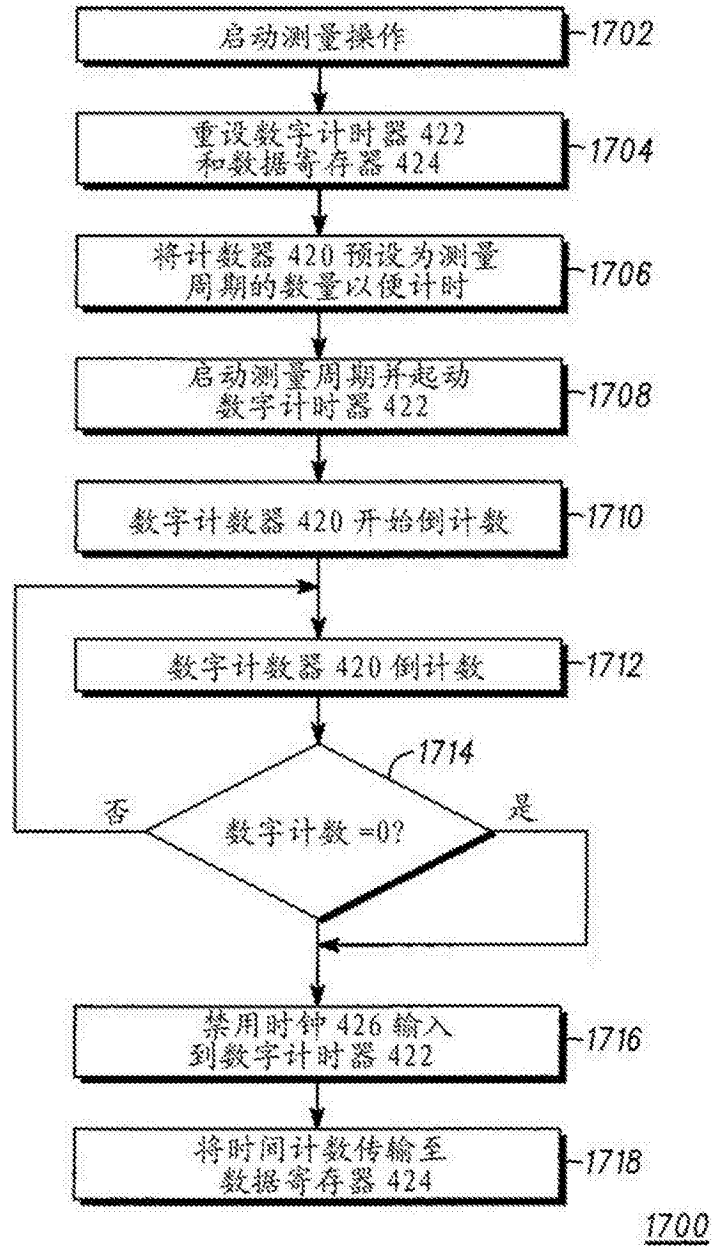 启动测量操作
1702
重设数字计时器 422
和数据寄存器 424
1704
将计数器 420 预设为测量
周期的数量以便计时
1706
启动测量周期并起动
数字计时器 422
1708
数字计数器 420 开始倒计数
1710
数字计数器 420 倒计数
1712
1714
否
数字计数 =0?
是
禁用时钟 426 输入
到数字计时器 422
1716
将时间计数传输至
数据寄存器 424
1718
1700